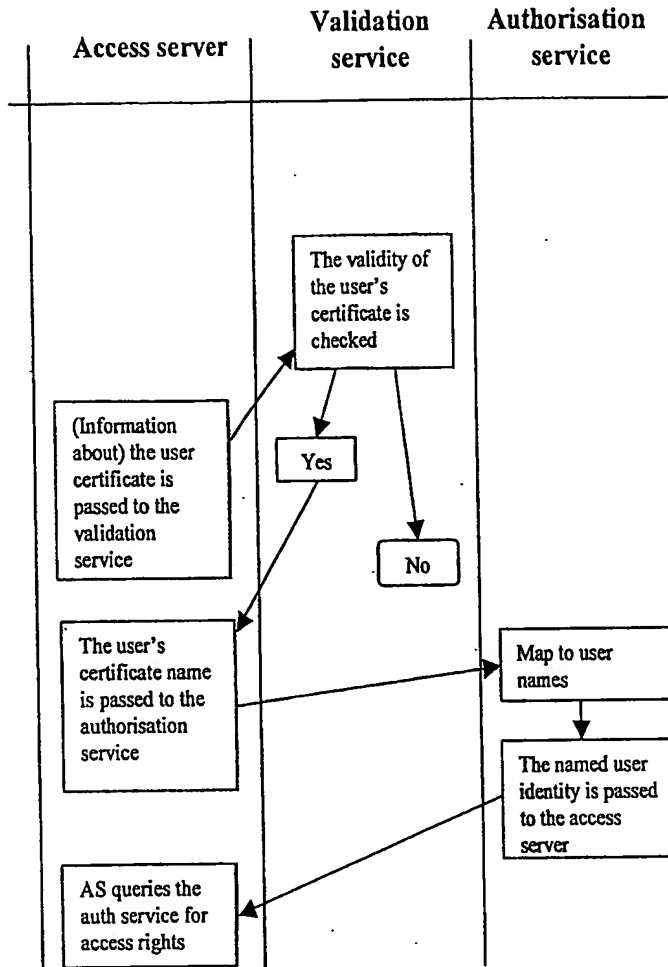 Access server
Validation
service
Authorisation
service
The validity of
the user's
certificate is
checked
(Information
about) the user
certificate is
passed to the
validation
service
Yes
No
The user's
certificate name
is passed to the
authorisation
service
Map to user
names
The named user
identity is passed
to the access
server
AS queries the
auth service for
access rights